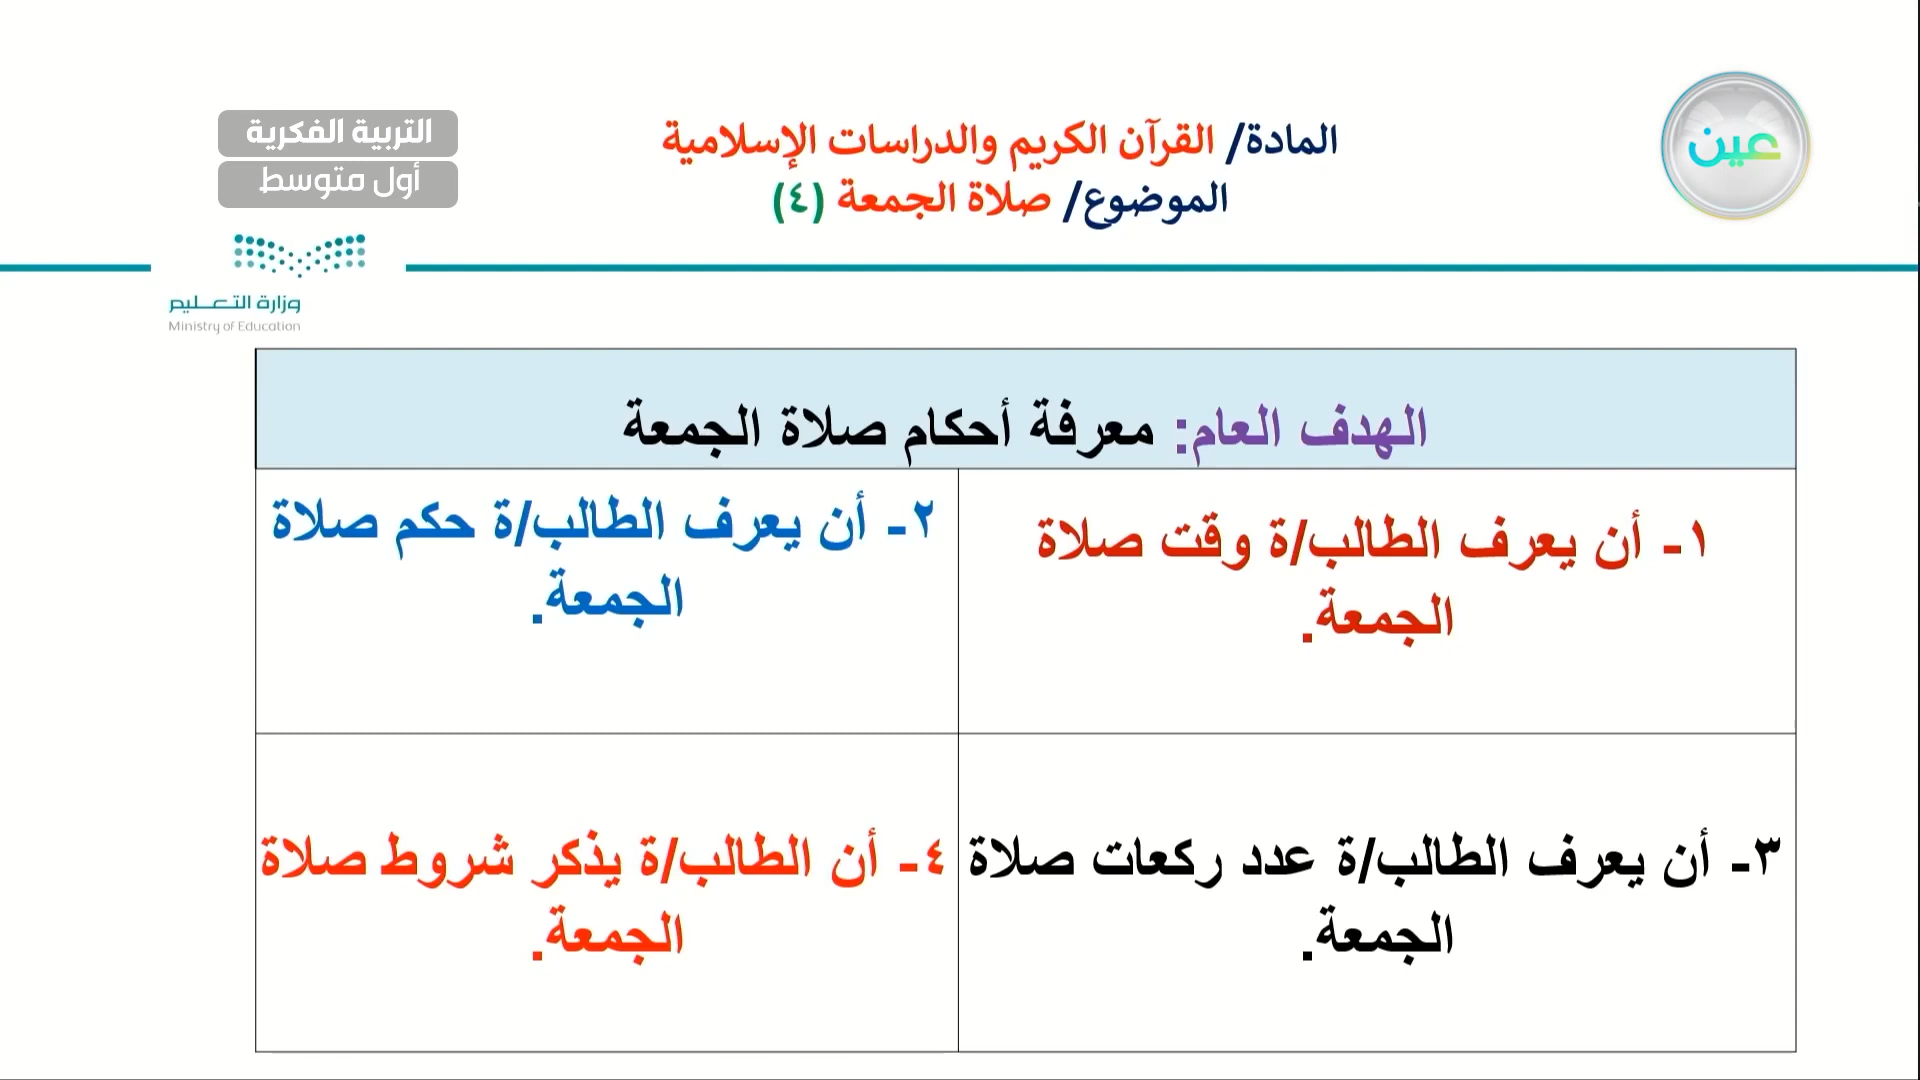 عين
المادة/ القرآن الكريم والدراسات الإسلامية
الموضوع/ صلاة الجمعة (٤)
التربية الفكرية
أول متوسط
وزارة التعليم
Ministry of Education
الهدف العام: معرفة أحكام صلاة الجمعة
١- أن يعرف الطالب/ة وقت صلاة
الجمعة.
٢- أن يعرف الطالب/ة حكم صلاة
الجمعة.
٣- أن يعرف الطالب/ة عدد ركعات صلاة
الجمعة.
٤- أن الطالب/ة يذكر شروط صلاة
الجمعة.